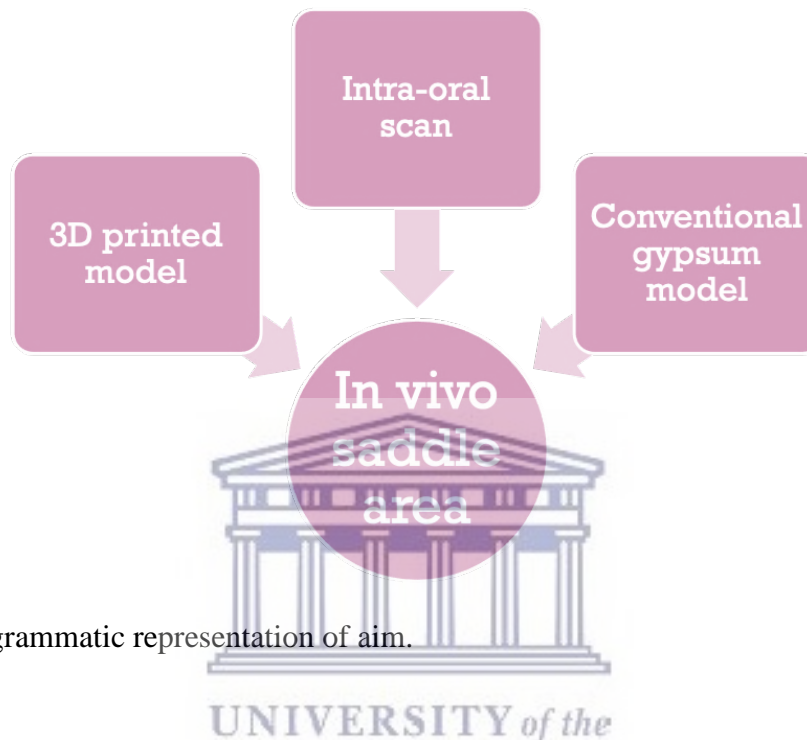 Intra-oral
scan
3D printed
model
Conventional
gypsum
model
In vivo
saddle
area
grammatic representation of aim.
UNIVERSITY of the